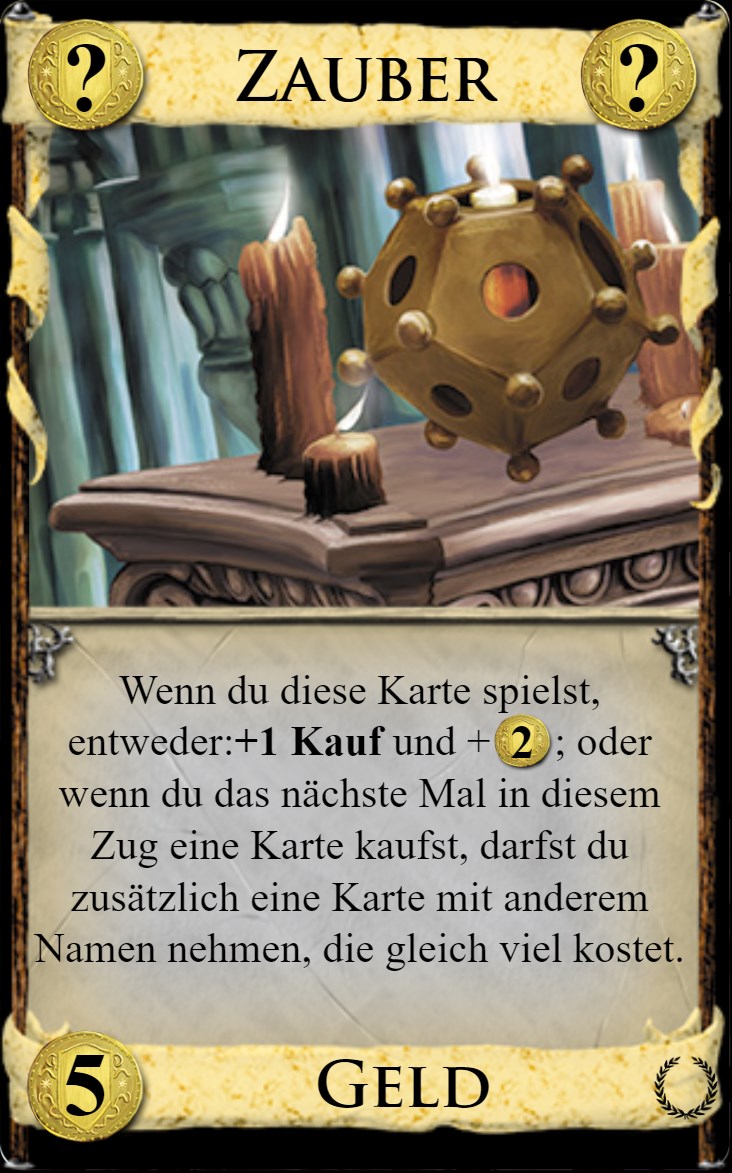 ? Zauber ?
Wenn du diese Karte spielst,
entweder:+1 Kauf und +2; oder
wenn du das nächste Mal in diesem
Zug eine Karte kaufst, darfst du
zusätzlich eine Karte mit anderem
Namen nehmen, die gleich viel kostet.
5 Geld